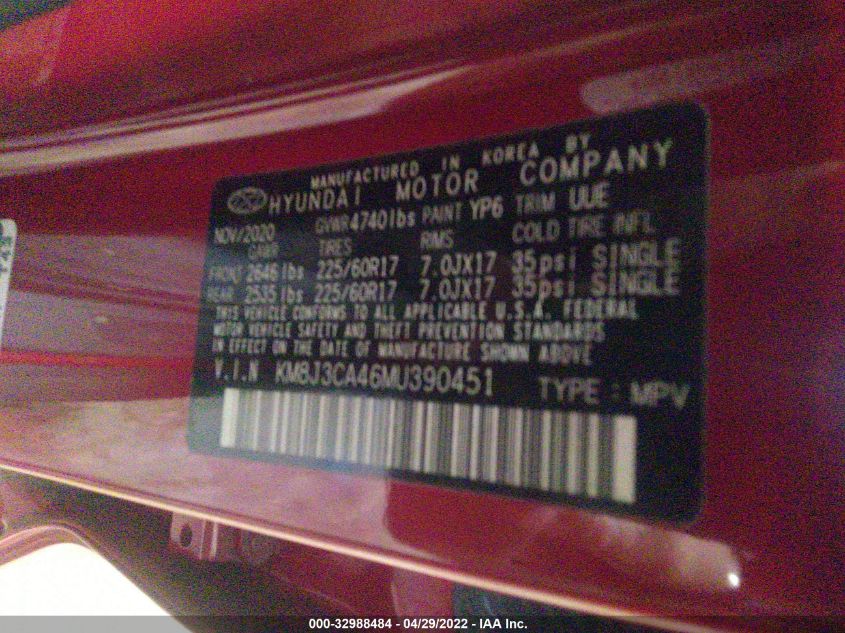 MANUFACTURED IN KOREA BY
HYUNDAI MOTOR COMPANY
NOV/2020 GVWR 4740lbs PAINT YP6 TRIM UUE
GAWR TIRES RIMS COLD TIRE INFL
FRONT 2646lbs 225/60R17 7.0JX17 35psi SINGLE
REAR 2535lbs 225/60R17 7.0JX17 35psi SINGLE
THIS VEHICLE CONFORMS TO ALL APPLICABLE U.S.A. FEDERAL
MOTOR VEHICLE SAFETY AND THEFT PREVENTION STANDARDS
IN EFFECT ON THE DATE OF MANUFACTURE SHOWN ABOVE
V.I.N KM8J3CA46MU390451 TYPE : MPV
000-32988484 - 04/29/2022 - IAA Inc.